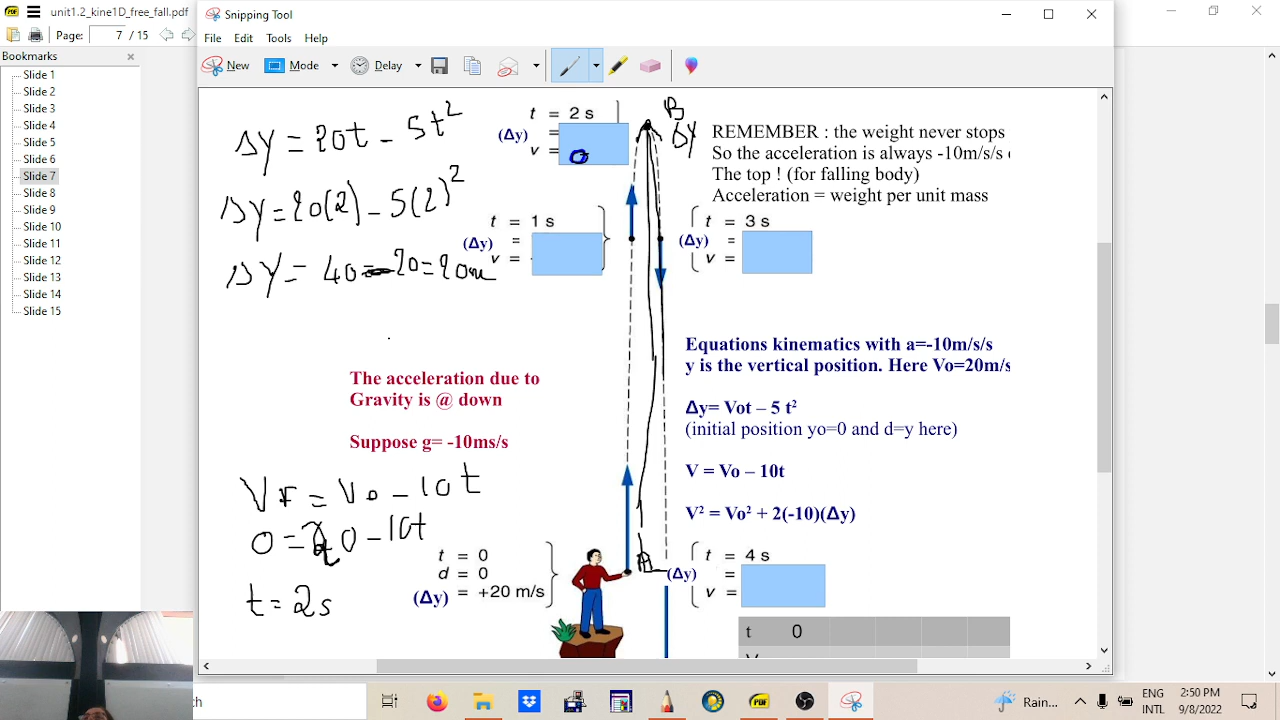 unit1.2_kine1D_free_fall.pdf
Page: 7 / 15
Bookmarks
Slide 1
Slide 2
Slide 3
Slide 4
Slide 5
Slide 6
Slide 7
Slide 8
Slide 9
Slide 10
Slide 11
Slide 12
Slide 13
Slide 14
Slide 15
Snipping Tool
File Edit Tools Help
New Mode Delay
ΔY = 20t - 5t²
ΔY = 20(2) - 5(2)²
ΔY = 40 - 20 = 20m
t = 2 s
(Δy) =
v = 0
B
ΔY
REMEMBER : the weight never stops
So the acceleration is always -10m/s/s
The top ! (for falling body)
Acceleration = weight per unit mass
t = 1 s
(Δy) =
v =
t = 3 s
(Δy) =
v =
The acceleration due to
Gravity is @ down
Suppose g= -10ms/s
Equations kinematics with a=-10m/s/s
y is the vertical position. Here Vo=20m/s
Δy= Vot – 5 t²
(initial position yo=0 and d=y here)
V = Vo – 10t
V² = Vo² + 2(-10)(Δy)
VF = Vo - 10t
0 = 20 - 10t
t = 2s
t = 0
d = 0
(Δy) = +20 m/s
A
t = 4 s
(Δy) =
v =
t 0
ch
Rain...
ENG
INTL
2:50 PM
9/8/2022